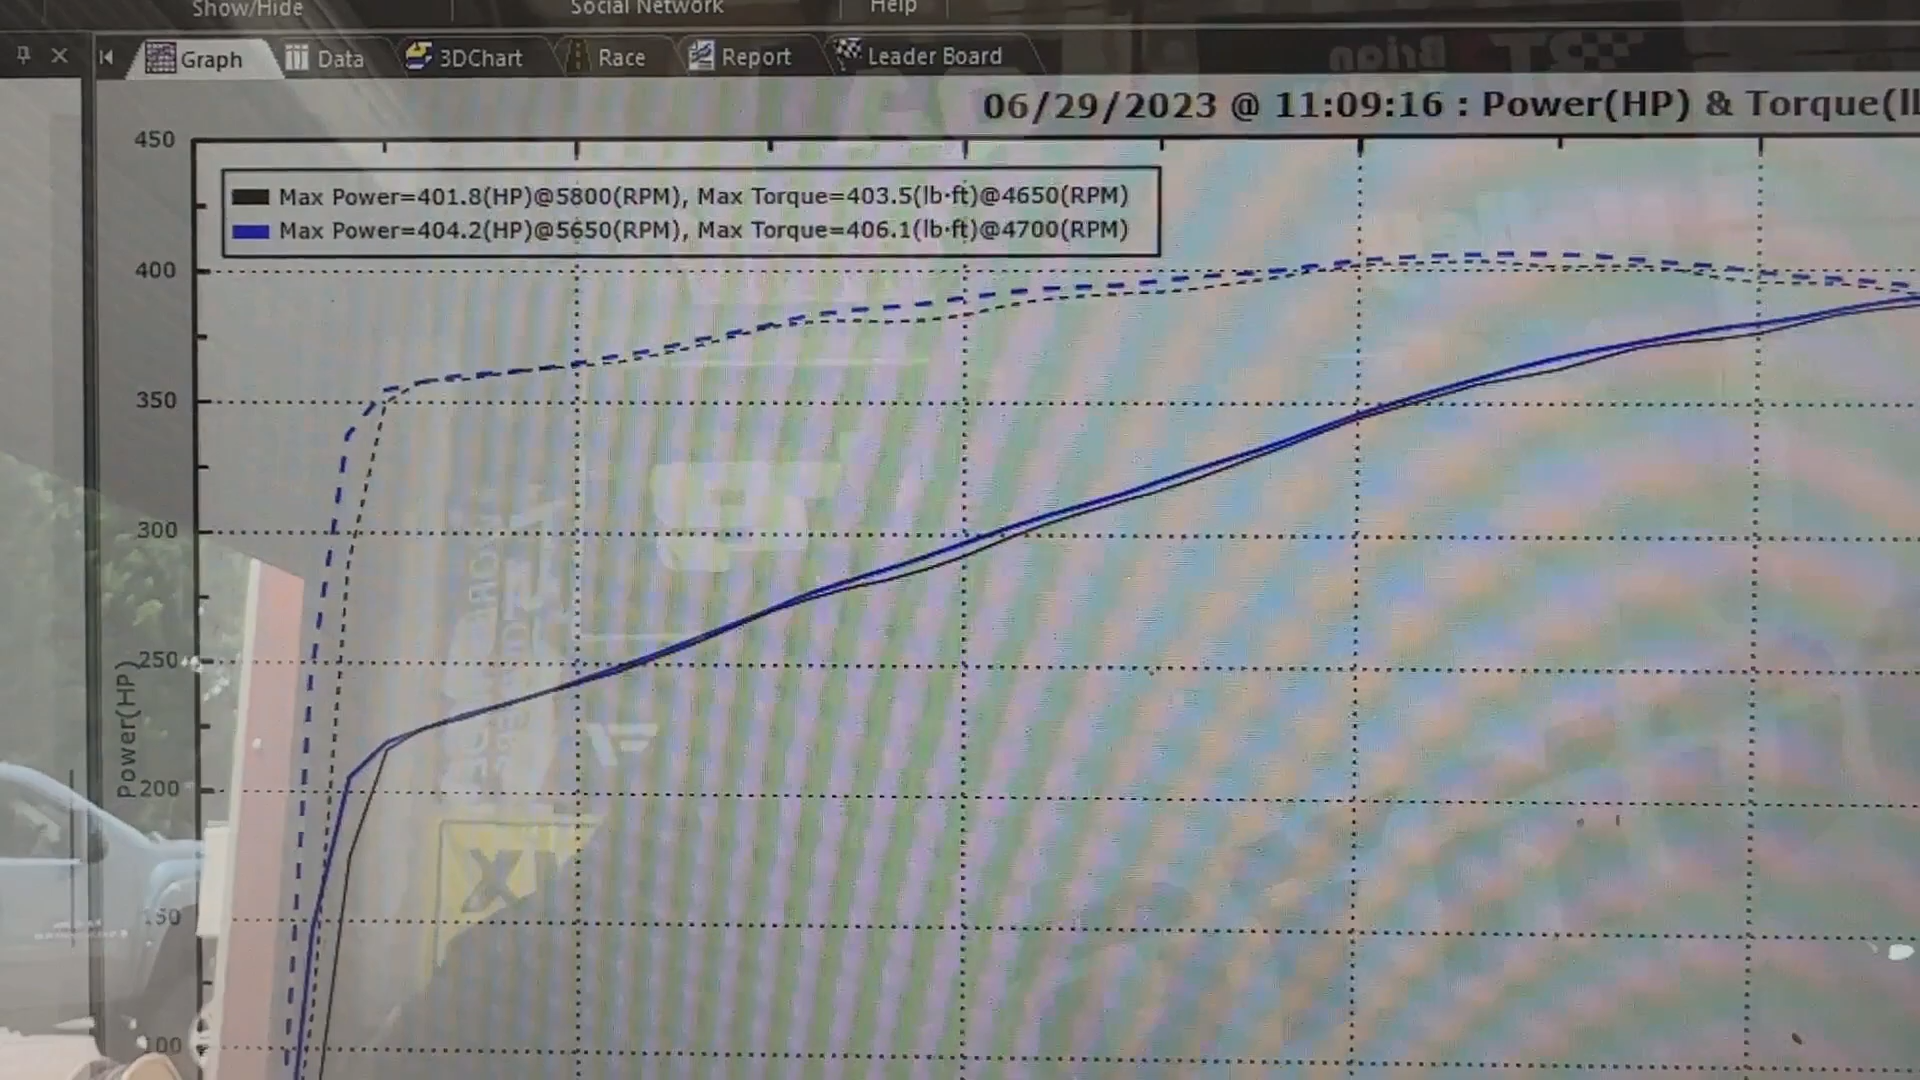 Show/Hide
Social Network
Help
Graph
Data
3DChart
Race
Report
Leader Board
06/29/2023 @ 11:09:16 : Power(HP) & Torque(l
450
Max Power=401.8(HP)@5800(RPM), Max Torque=403.5(lb·ft)@4650(RPM)
Max Power=404.2(HP)@5650(RPM), Max Torque=406.1(lb·ft)@4700(RPM)
400
350
300
250
Power(HP)
200
150
100